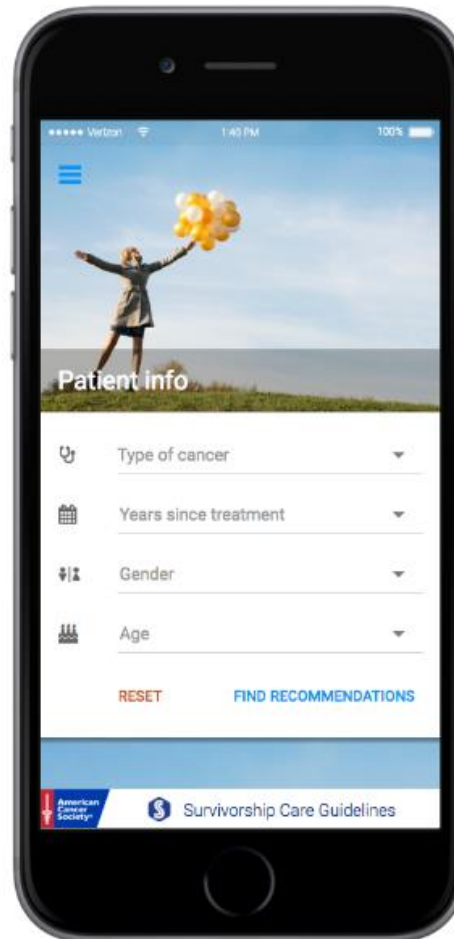 Verizon 1:40 PM 100%
Patient info
Type of cancer
Years since treatment
Gender
Age
RESET FIND RECOMMENDATIONS
American
Cancer
Society®
S Survivorship Care Guidelines